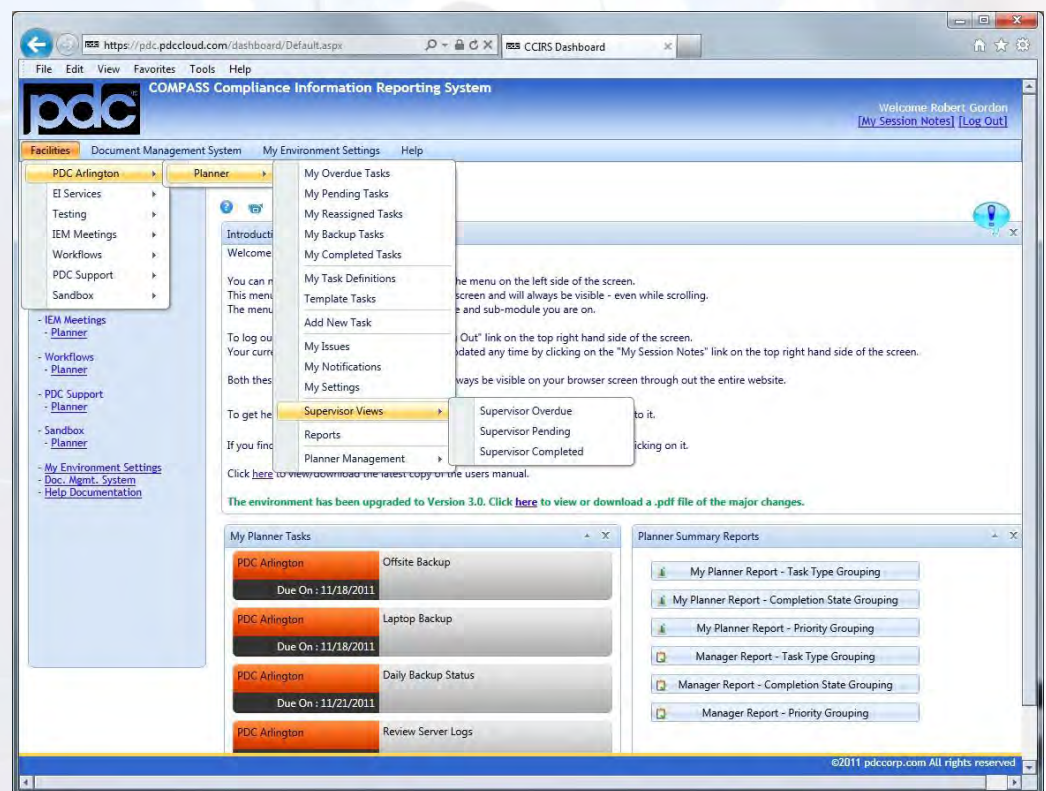 https://pdc.pdccloud.com/dashboard/Default.aspx
CCIRS Dashboard
File Edit View Favorites Tools Help
pdc
COMPASS Compliance Information Reporting System
Welcome Robert Gordon
[My Session Notes] [Log Out]
Facilities Document Management System My Environment Settings Help
PDC Arlington
EI Services
Testing
IEM Meetings
Workflows
PDC Support
Sandbox
Planner
My Overdue Tasks
My Pending Tasks
My Reassigned Tasks
My Backup Tasks
My Completed Tasks
My Task Definitions
Template Tasks
Add New Task
My Issues
My Notifications
My Settings
Supervisor Views
Reports
Planner Management
Supervisor Overdue
Supervisor Pending
Supervisor Completed
- IEM Meetings
- Planner
- Workflows
- Planner
- PDC Support
- Planner
- Sandbox
- Planner
- My Environment Settings
- Doc. Mgmt. System
- Help Documentation
Welcome
You can he menu on the left side of the screen.
This menu screen and will always be visible - even while scrolling.
The menu e and sub-module you are on.
To log ou Out" link on the top right hand side of the screen.
Your curre pdated any time by clicking on the "My Session Notes" link on the top right hand side of the screen.
Both thes ways be visible on your browser screen through out the entire website.
To get he to it.
If you find icking on it.
Click here to view/download the latest copy of the users manual.
The environment has been upgraded to Version 3.0. Click here to view or download a .pdf file of the major changes.
My Planner Tasks
PDC Arlington Offsite Backup
Due On : 11/18/2011
PDC Arlington Laptop Backup
Due On : 11/18/2011
PDC Arlington Daily Backup Status
Due On : 11/21/2011
PDC Arlington Review Server Logs
Planner Summary Reports
My Planner Report - Task Type Grouping
My Planner Report - Completion State Grouping
My Planner Report - Priority Grouping
Manager Report - Task Type Grouping
Manager Report - Completion State Grouping
Manager Report - Priority Grouping
©2011 pdccorp.com All rights reserved